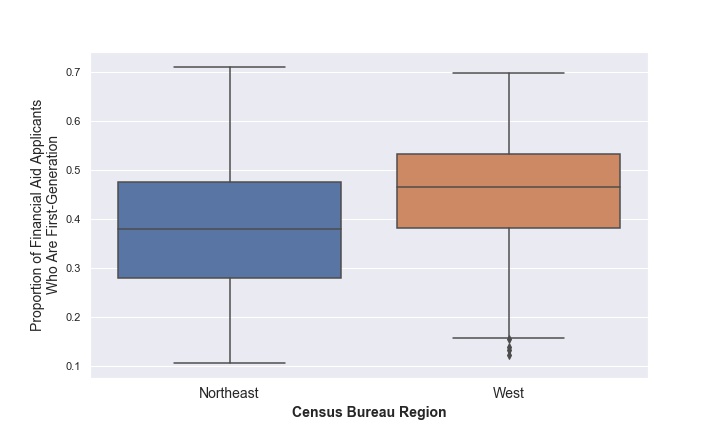 Proportion of Financial Aid Applicants
Who Are First-Generation
0.7
0.6
0.5
0.4
0.3
0.2
0.1
Northeast
West
Census Bureau Region